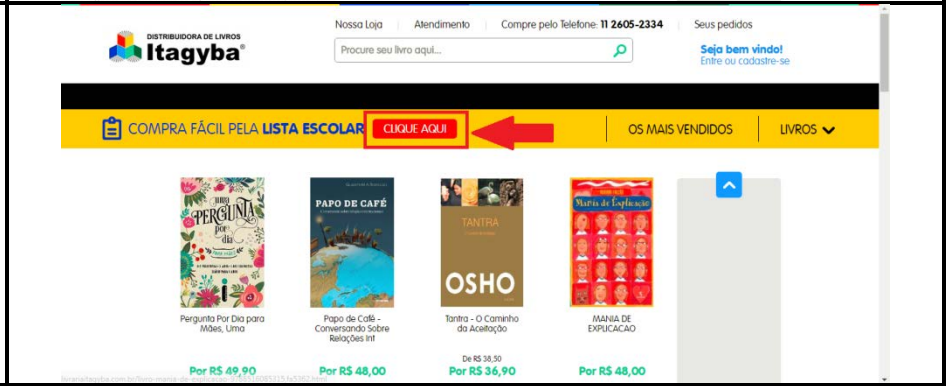 Nossa Loja Atendimento Compre pelo Telefone: 11 2605-2334 Seus pedidos
DISTRIBUIDORA DE LIVROS
Itagyba®
Procure seu livro aqui...
Seja bem vindo!
Entre ou cadastre-se
COMPRA FÁCIL PELA LISTA ESCOLAR CLIQUE AQUI OS MAIS VENDIDOS LIVROS
uma
PERGUNTA
por
dia
PAPO DE CAFÉ
TANTRA
OSHO
Mania de Explicação
Pergunta Por Dia para
Mães, Uma
Papo de Café -
Conversando Sobre
Relações Int
Tantra - O Caminho
da Aceitação
MANIA DE
EXPLICACAO
De R$ 38,50
Por R$ 49,90 Por R$ 48,00 Por R$ 36,90 Por R$ 48,00